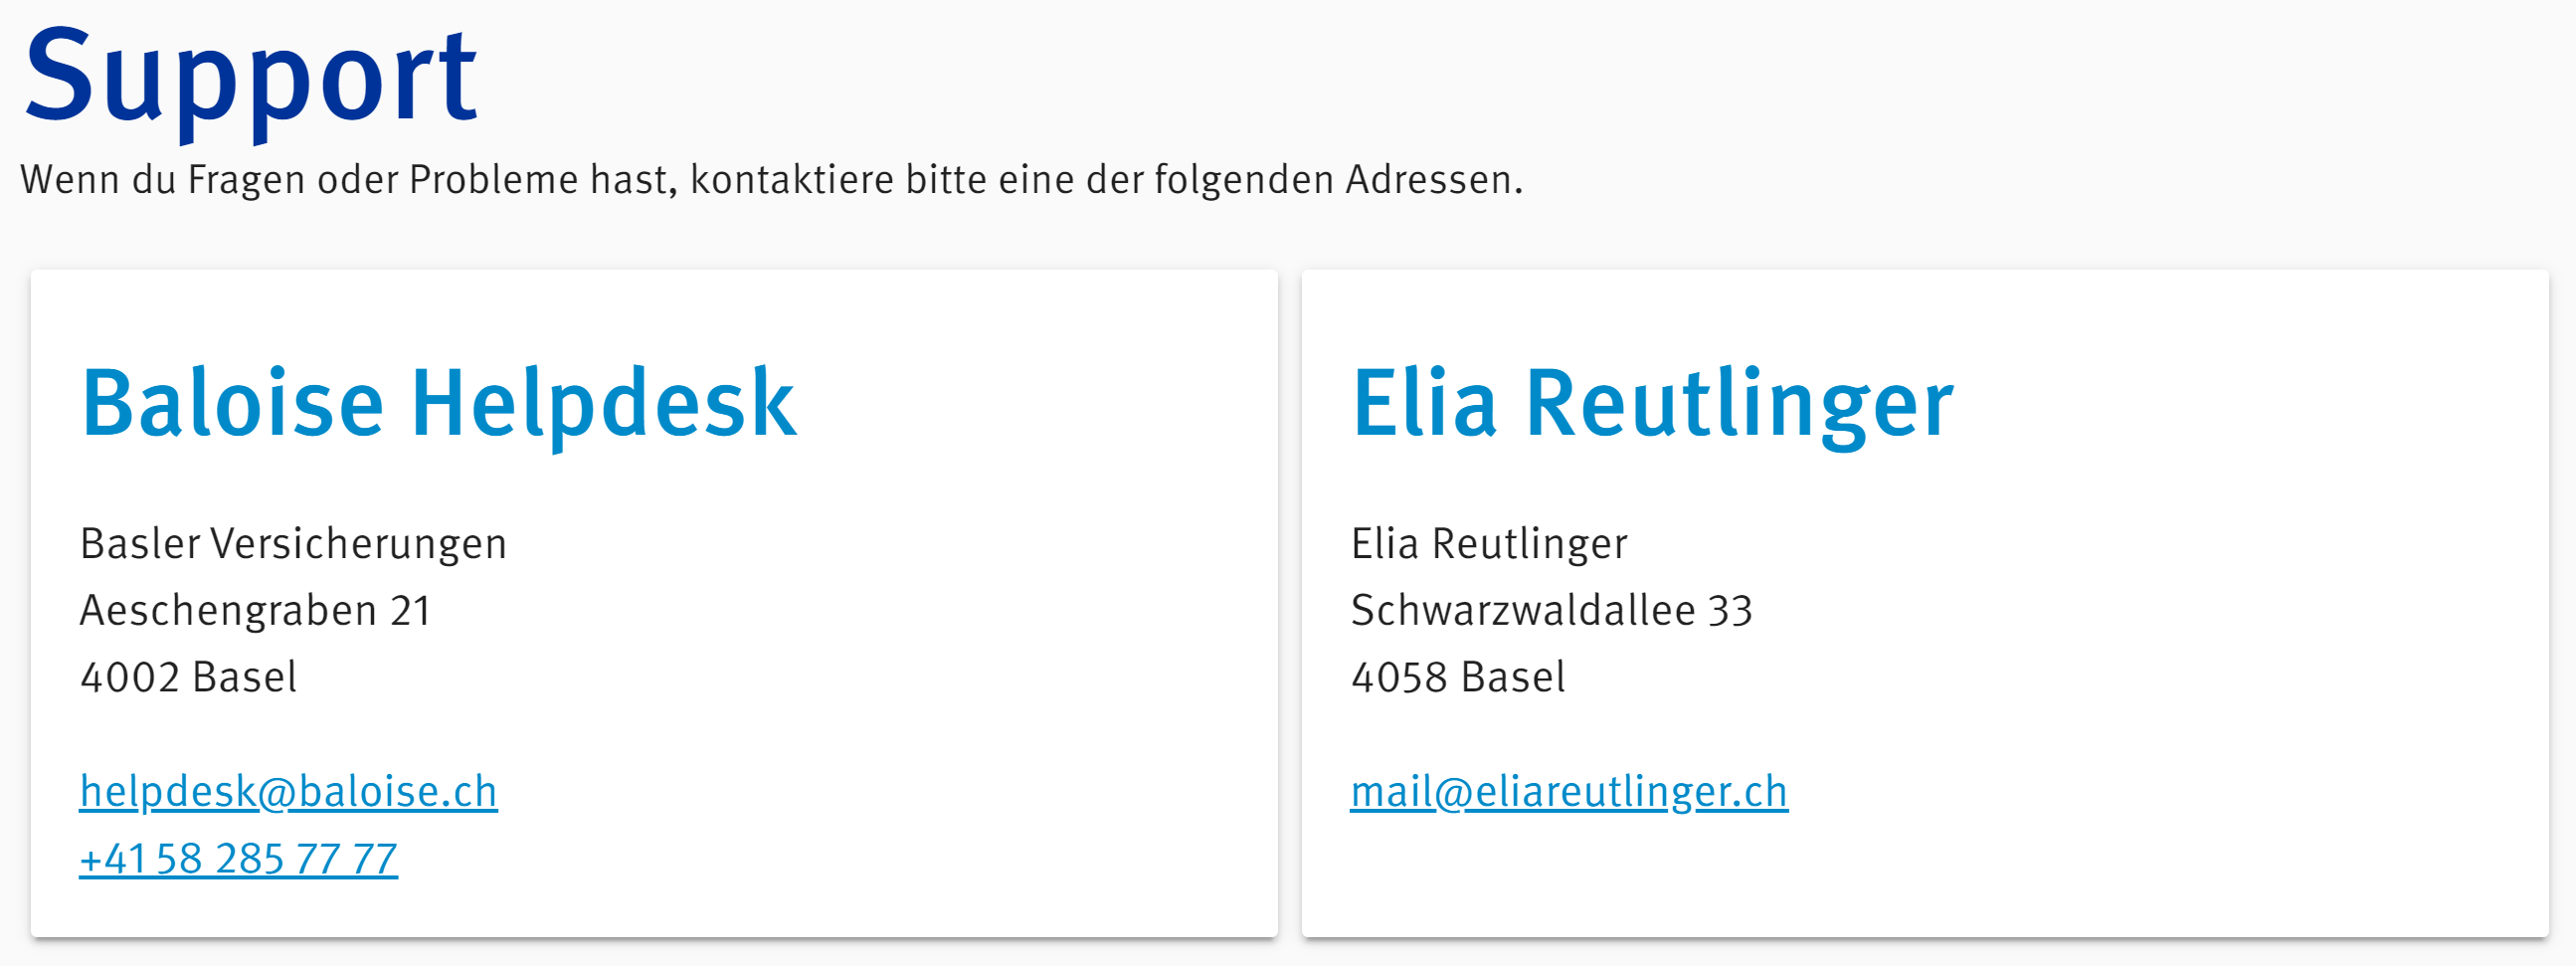 Support
Wenn du Fragen oder Probleme hast, kontaktiere bitte eine der folgenden Adressen.
Baloise Helpdesk
Basler Versicherungen
Aeschengraben 21
4002 Basel
helpdesk@baloise.ch
+41 58 285 77 77
Elia Reutlinger
Elia Reutlinger
Schwarzwaldallee 33
4058 Basel
mail@eliareutlinger.ch